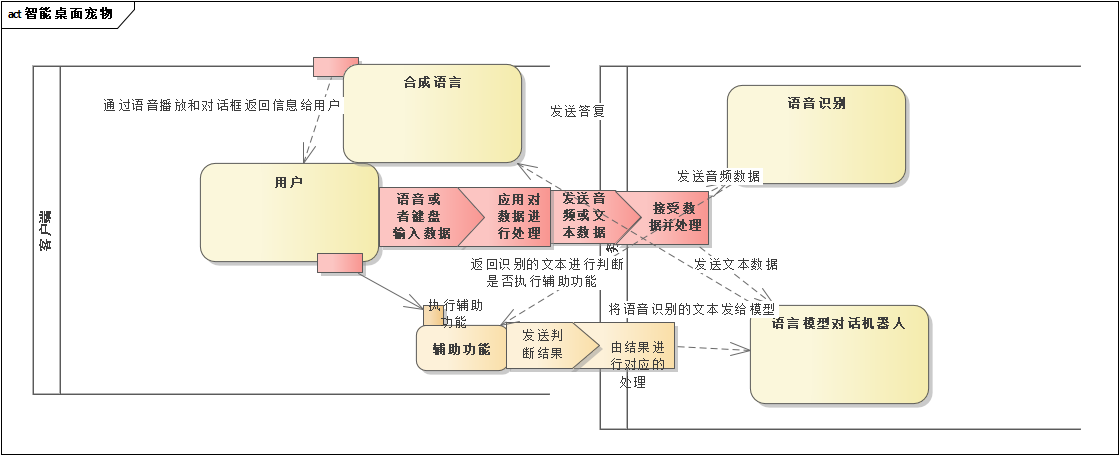 act 智能桌面宠物
合成语言
语音识别
通过语音播放和对话框返回信息给用户
发送答复
发送音频数据
用户
语音或
者键盘
输入数据
应用对
数据进
行处理
发送音
频或文
本数据
接受数
据并处理
客户端
返回识别的文本进行判断
是否执行辅助功能
发送文本数据
执行辅助
功能
将语音识别的文本发给模型
语言模型对话机器人
辅助功能
发送判
断结果
由结果进
行对应的
处理